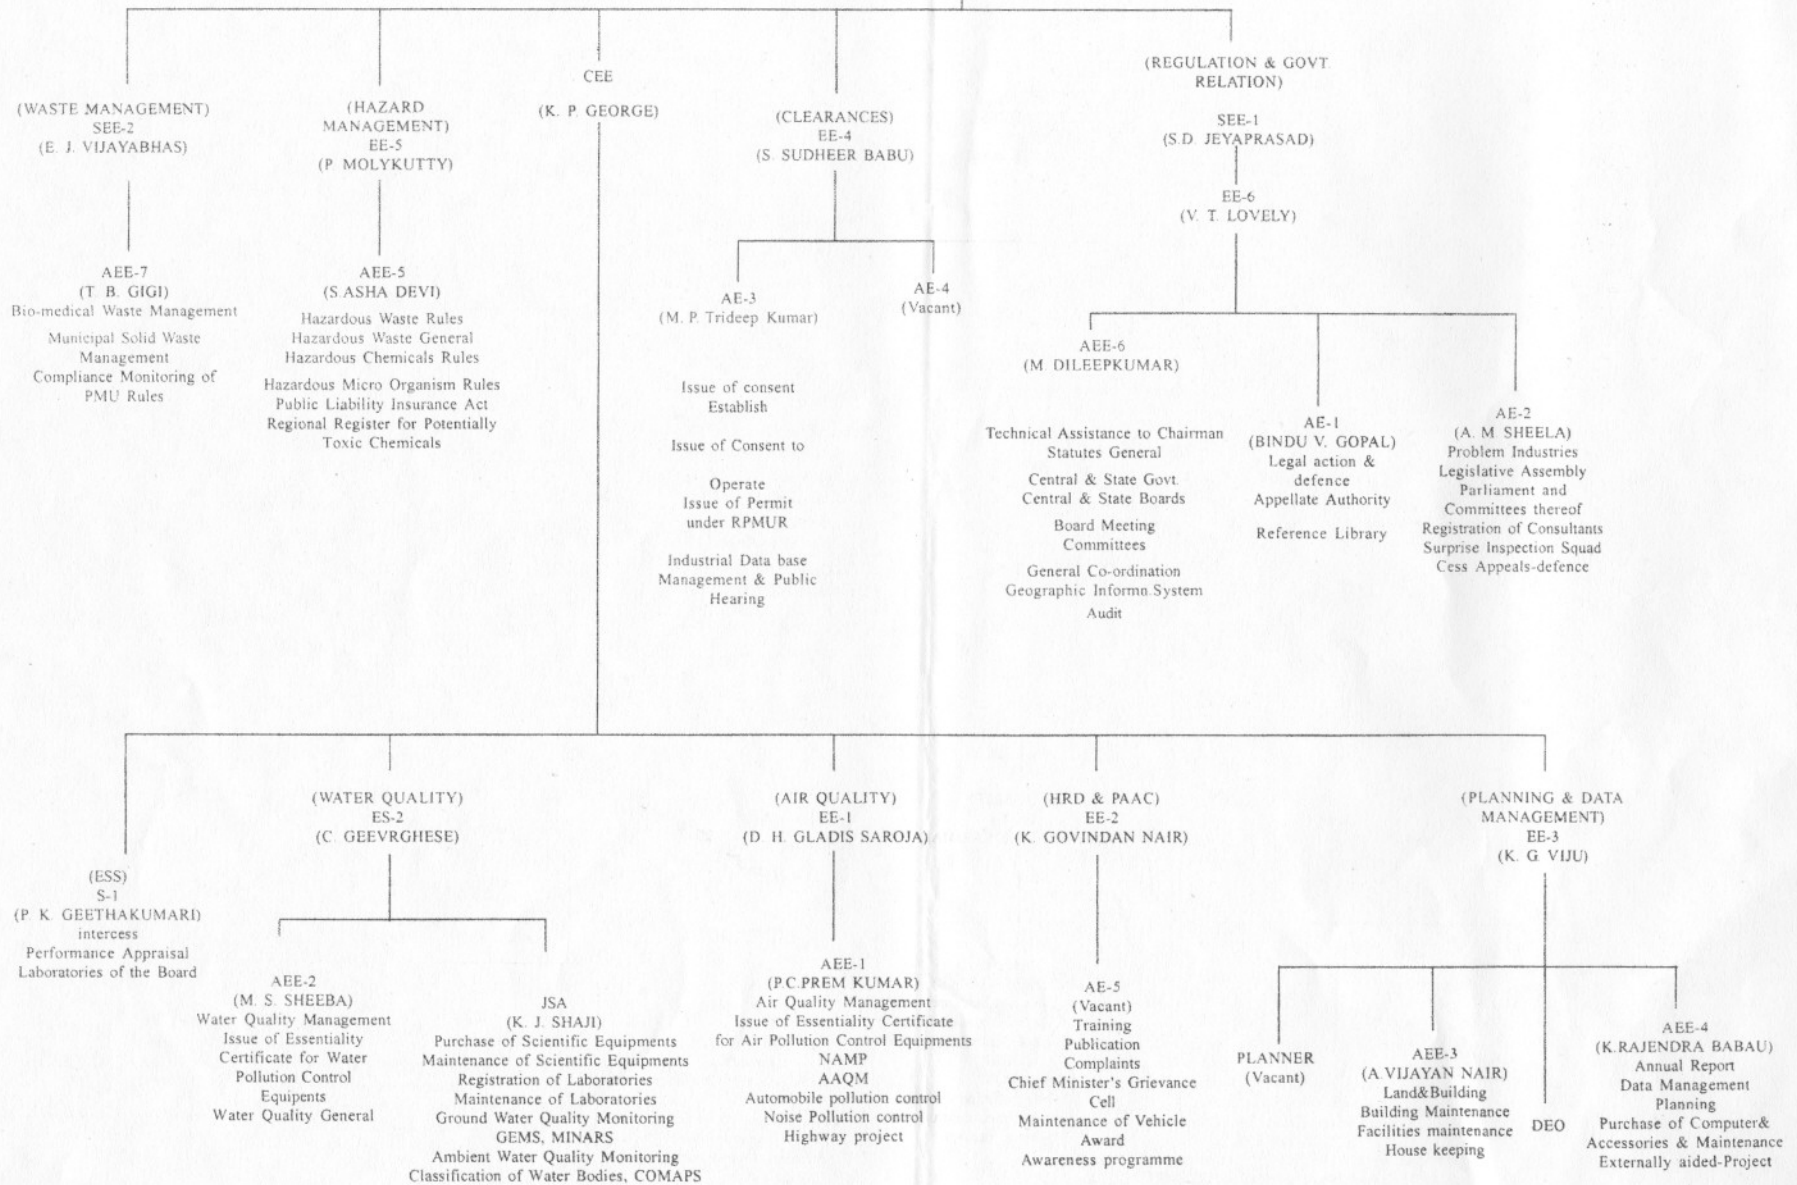 (WASTE MANAGEMENT)
SEE-2
(E. J. VIJAYABHAS)
AEE-7
(T. B. GIGI)
Bio-medical Waste Management
Municipal Solid Waste
Management
Compliance Monitoring of
PMU Rules
(HAZARD
MANAGEMENT)
EE-5
(P. MOLYKUTTY)
AEE-5
(S.ASHA DEVI)
Hazardous Waste Rules
Hazardous Waste General
Hazardous Chemicals Rules
Hazardous Micro Organism Rules
Public Liability Insurance Act
Regional Register for Potentially
Toxic Chemicals
CEE
(K. P. GEORGE)
(CLEARANCES)
EE-4
(S. SUDHEER BABU)
AE-3
(M. P. Trideep Kumar)
Issue of consent
Establish
Issue of Consent to
Operate
Issue of Permit
under RPMUR
Industrial Data base
Management & Public
Hearing
AE-4
(Vacant)
(REGULATION & GOVT.
RELATION)
SEE-1
(S.D. JEYAPRASAD)
EE-6
(V. T. LOVELY)
AEE-6
(M. DILEEPKUMAR)
Technical Assistance to Chairman
Statutes General
Central & State Govt.
Central & State Boards
Board Meeting
Committees
General Co-ordination
Geographic Informn.System
Audit
AE-1
(BINDU V. GOPAL)
Legal action &
defence
Appellate Authority
Reference Library
AE-2
(A. M SHEELA)
Problem Industries
Legislative Assembly
Parliament and
Committees thereof
Registration of Consultants
Surprise Inspection Squad
Cess Appeals-defence
(ESS)
S-1
(P. K. GEETHAKUMARI)
intercess
Performance Appraisal
Laboratories of the Board
(WATER QUALITY)
ES-2
(C. GEEVRGHESE)
AEE-2
(M. S. SHEEBA)
Water Quality Management
Issue of Essentiality
Certificate for Water
Pollution Control
Equipents
Water Quality General
JSA
(K. J. SHAJI)
Purchase of Scientific Equipments
Maintenance of Scientific Equipments
Registration of Laboratories
Maintenance of Laboratories
Ground Water Quality Monitoring
GEMS, MINARS
Ambient Water Quality Monitoring
Classification of Water Bodies, COMAPS
(AIR QUALITY)
EE-1
(D. H. GLADIS SAROJA)
AEE-1
(P.C.PREM KUMAR)
Air Quality Management
Issue of Essentiality Certificate
for Air Pollution Control Equipments
NAMP
AAQM
Automobile pollution control
Noise Pollution control
Highway project
(HRD & PAAC)
EE-2
(K. GOVINDAN NAIR)
AE-5
(Vacant)
Training
Publication
Complaints
Chief Minister's Grievance
Cell
Maintenance of Vehicle
Award
Awareness programme
(PLANNING & DATA
MANAGEMENT)
EE-3
(K. G. VIJU)
PLANNER
(Vacant)
AEE-3
(A.VIJAYAN NAIR)
Land&Building
Building Maintenance
Facilities maintenance
House keeping
DEO
AEE-4
(K.RAJENDRA BABAU)
Annual Report
Data Management
Planning
Purchase of Computer&
Accessories & Maintenance
Externally aided-Project